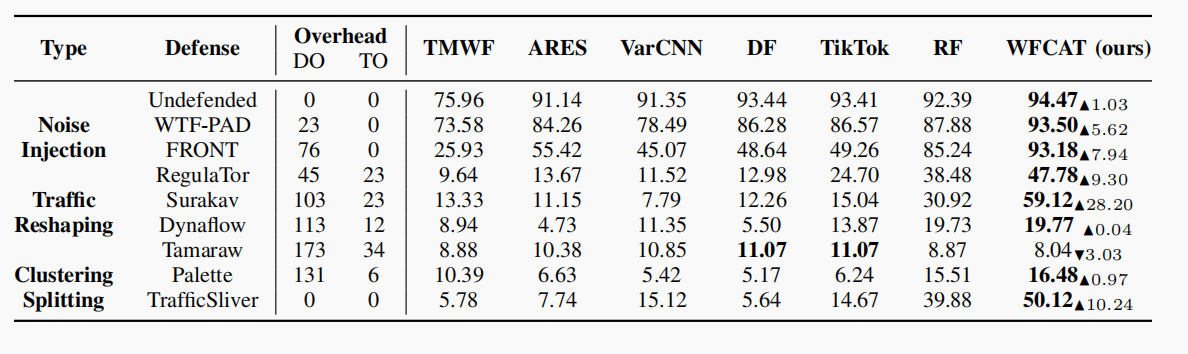 Type Defense Overhead DO TO TMWF ARES VarCNN DF TikTok RF WFCAT (ours)
Undefended 0 0 75.96 91.14 91.35 93.44 93.41 92.39 94.47▲1.03
Noise WTF-PAD 23 0 73.58 84.26 78.49 86.28 86.57 87.88 93.50▲5.62
Injection FRONT 76 0 25.93 55.42 45.07 48.64 49.26 85.24 93.18▲7.94
RegulaTor 45 23 9.64 13.67 11.52 12.98 24.70 38.48 47.78▲9.30
Traffic Surakav 103 23 13.33 11.15 7.79 12.26 15.04 30.92 59.12▲28.20
Reshaping Dynaflow 113 12 8.94 4.73 11.35 5.50 13.87 19.73 19.77 ▲0.04
Tamaraw 173 34 8.88 10.38 10.85 11.07 11.07 8.87 8.04▼3.03
Clustering Palette 131 6 10.39 6.63 5.42 5.17 6.24 15.51 16.48▲0.97
Splitting TrafficSliver 0 0 5.78 7.74 15.12 5.64 14.67 39.88 50.12▲10.24